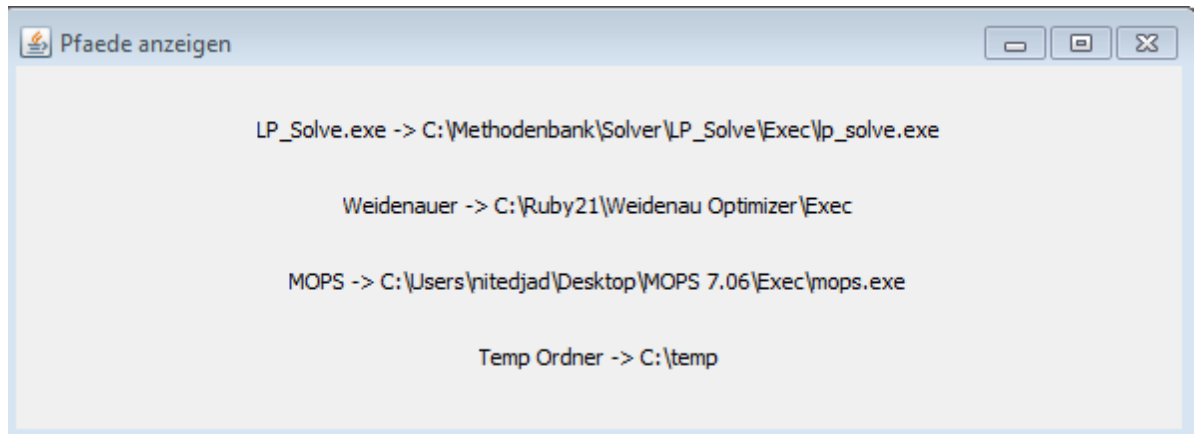 Pfaede anzeigen
LP_Solve.exe -> C:\Methodenbank\Solver\LP_Solve\Exec\lp_solve.exe
Weidenauer -> C:\Ruby21\Weidenau Optimizer\Exec
MOPS -> C:\Users\nitedjad\Desktop\MOPS 7.06\Exec\mops.exe
Temp Ordner -> C:\temp